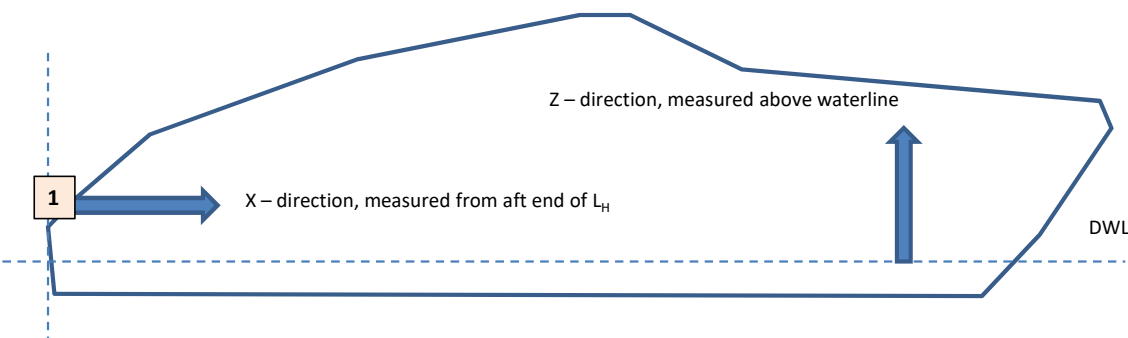 Z – direction, measured above waterline
1
X – direction, measured from aft end of LH
DWL